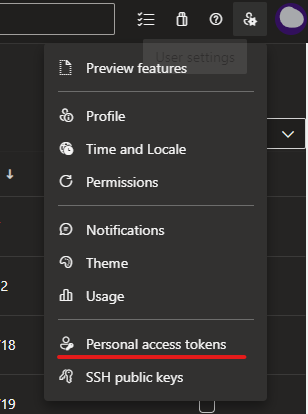 User settings
Preview features
Profile
Time and Locale
Permissions
Notifications
Theme
Usage
2
Personal access tokens
/18
SSH public keys
/19